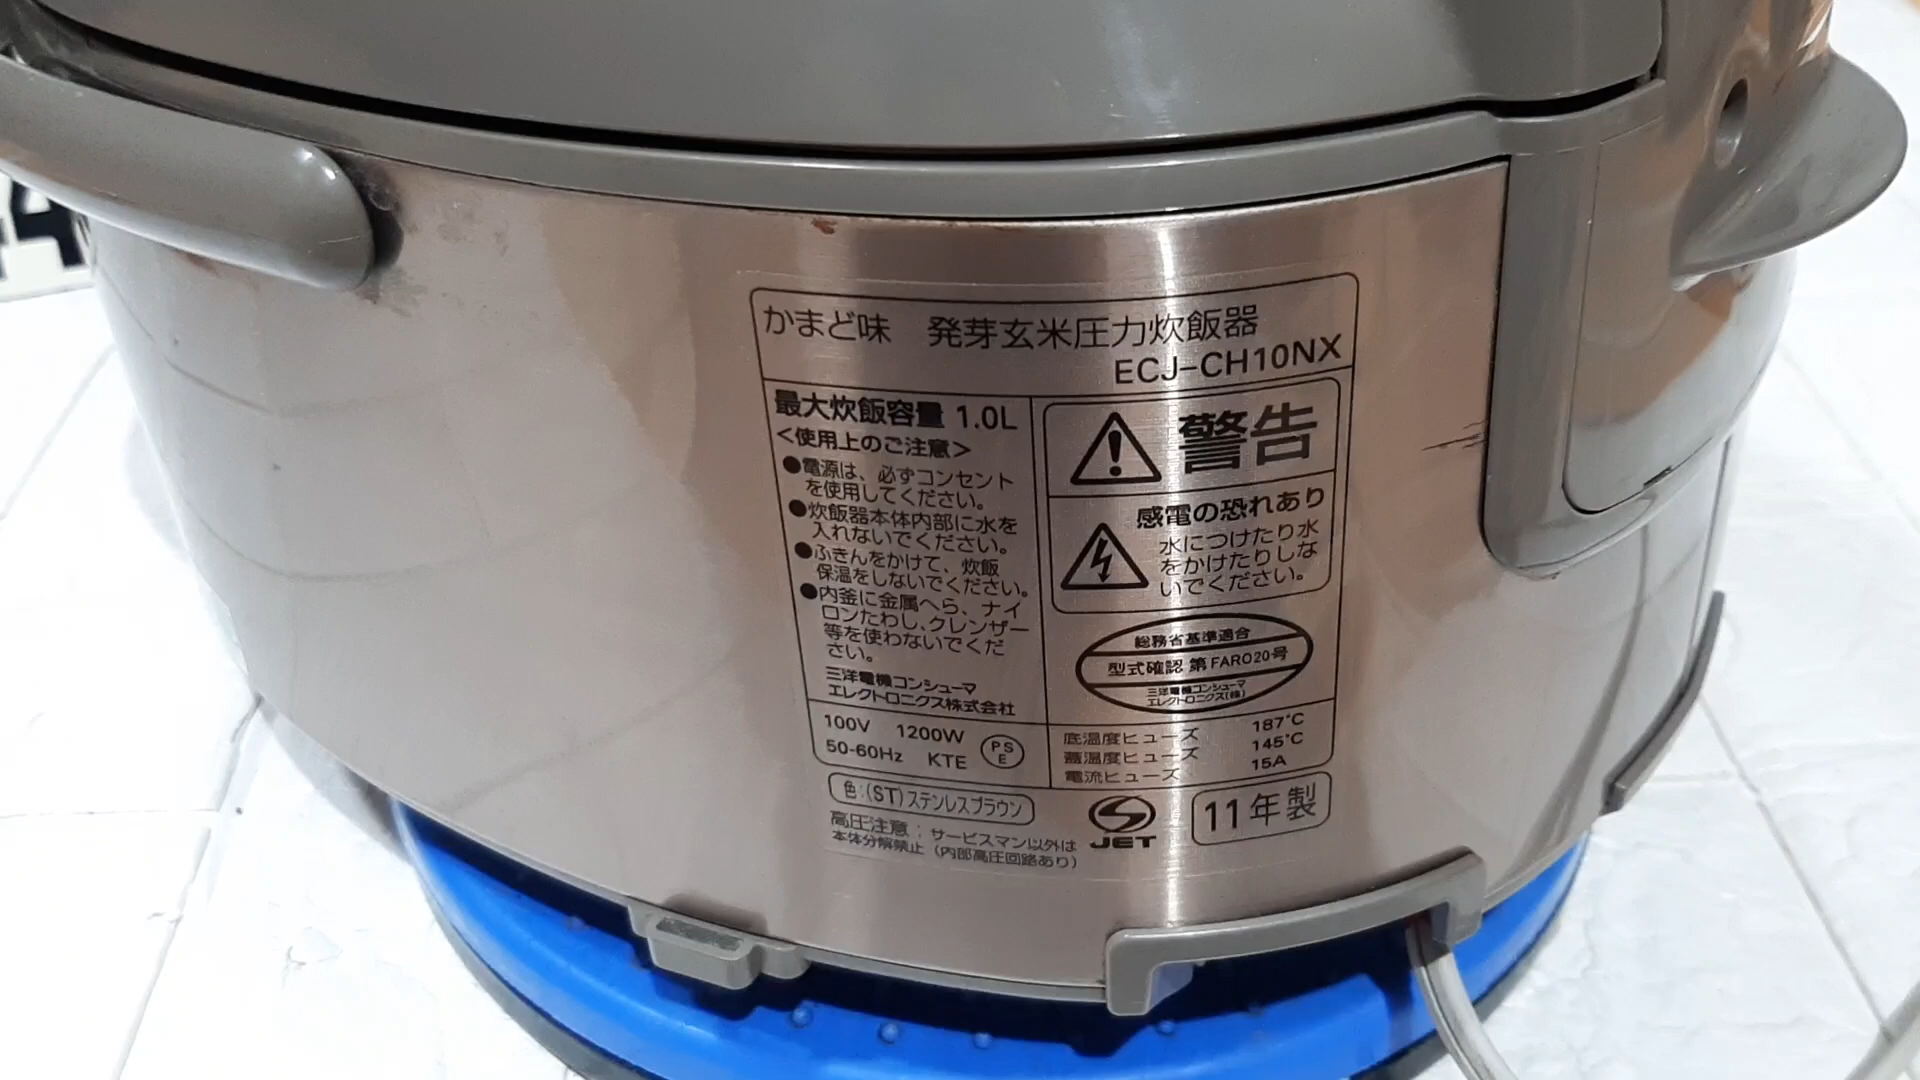 かまど味 発芽玄米圧力炊飯器
ECJ-CH10NX
最大炊飯容量 1.0L
<使用上のご注意>
●電源は、必ずコンセント
を使用してください。
●炊飯器本体内部に水を
入れないでください。
●ふきんをかけて、炊飯
保温をしないでください。
●内釜に金属へら、ナイ
ロンたわし、クレンザー
等を使わないでくだ
さい。
三洋電機コンシューマ
エレクトロニクス株式会社
100V 1200W
50-60Hz KTE
PS
E
警告
感電の恐れあり
水につけたり水
をかけたりしな
いでください。
総務省基準適合
型式確認 第FARO20号
三洋電機コンシューマ
エレクトロニクス(株)
底温度ヒューズ 187℃
蓋温度ヒューズ 145℃
電流ヒューズ 15A
色:(ST)ステンレスブラウン
高圧注意:サービスマン以外は
本体分解禁止(内部高圧回路あり)
JET
11年製